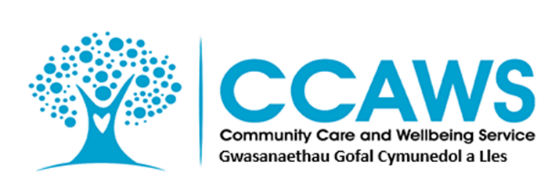 CCAWS
Community Care and Wellbeing Service
Gwasanaethau Gofal Cymunedol a Lles